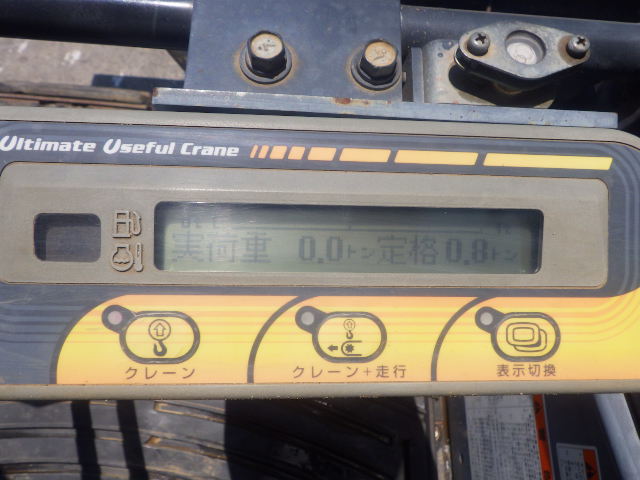 Ultimate Useful Crane
実荷重 0.0トン 定格 0.8トン
クレーン
クレーン+走行
表示切換